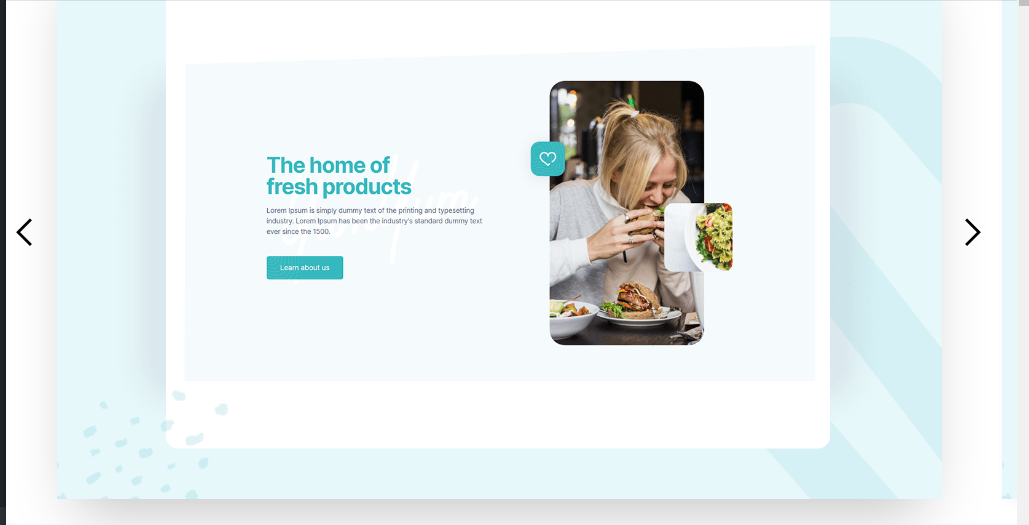 The home of
fresh products
Lorem Ipsum is simply dummy text of the printing and typesetting
industry. Lorem Ipsum has been the industry's standard dummy text
ever since the 1500.
Learn about us